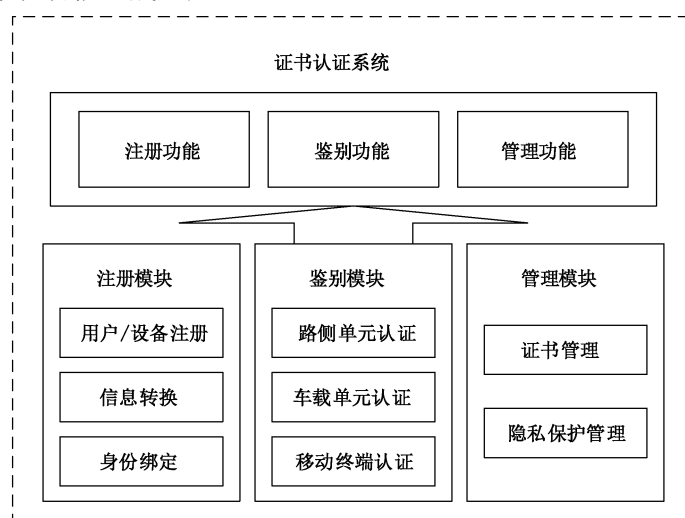 证书认证系统
注册功能
鉴别功能
管理功能
注册模块
用户/设备注册
信息转换
身份绑定
鉴别模块
路侧单元认证
车载单元认证
移动终端认证
管理模块
证书管理
隐私保护管理